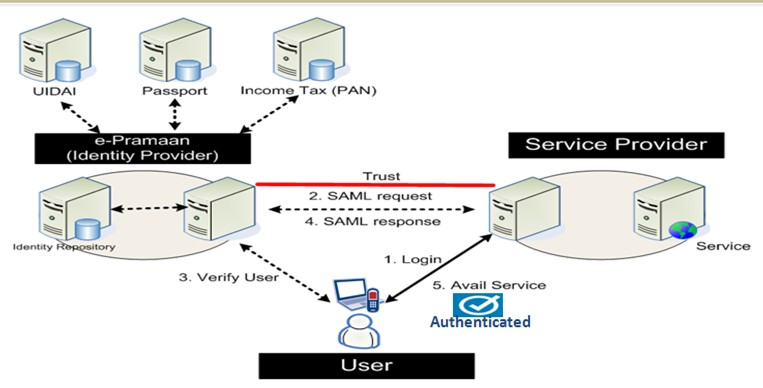 UIDAI
Passport
Income Tax (PAN)
e-Pramaan
(Identity Provider)
Service Provider
Trust
2. SAML request
4. SAML response
Identity Repository
Service
1. Login
3. Verify User
5. Avail Service
Authenticated
User